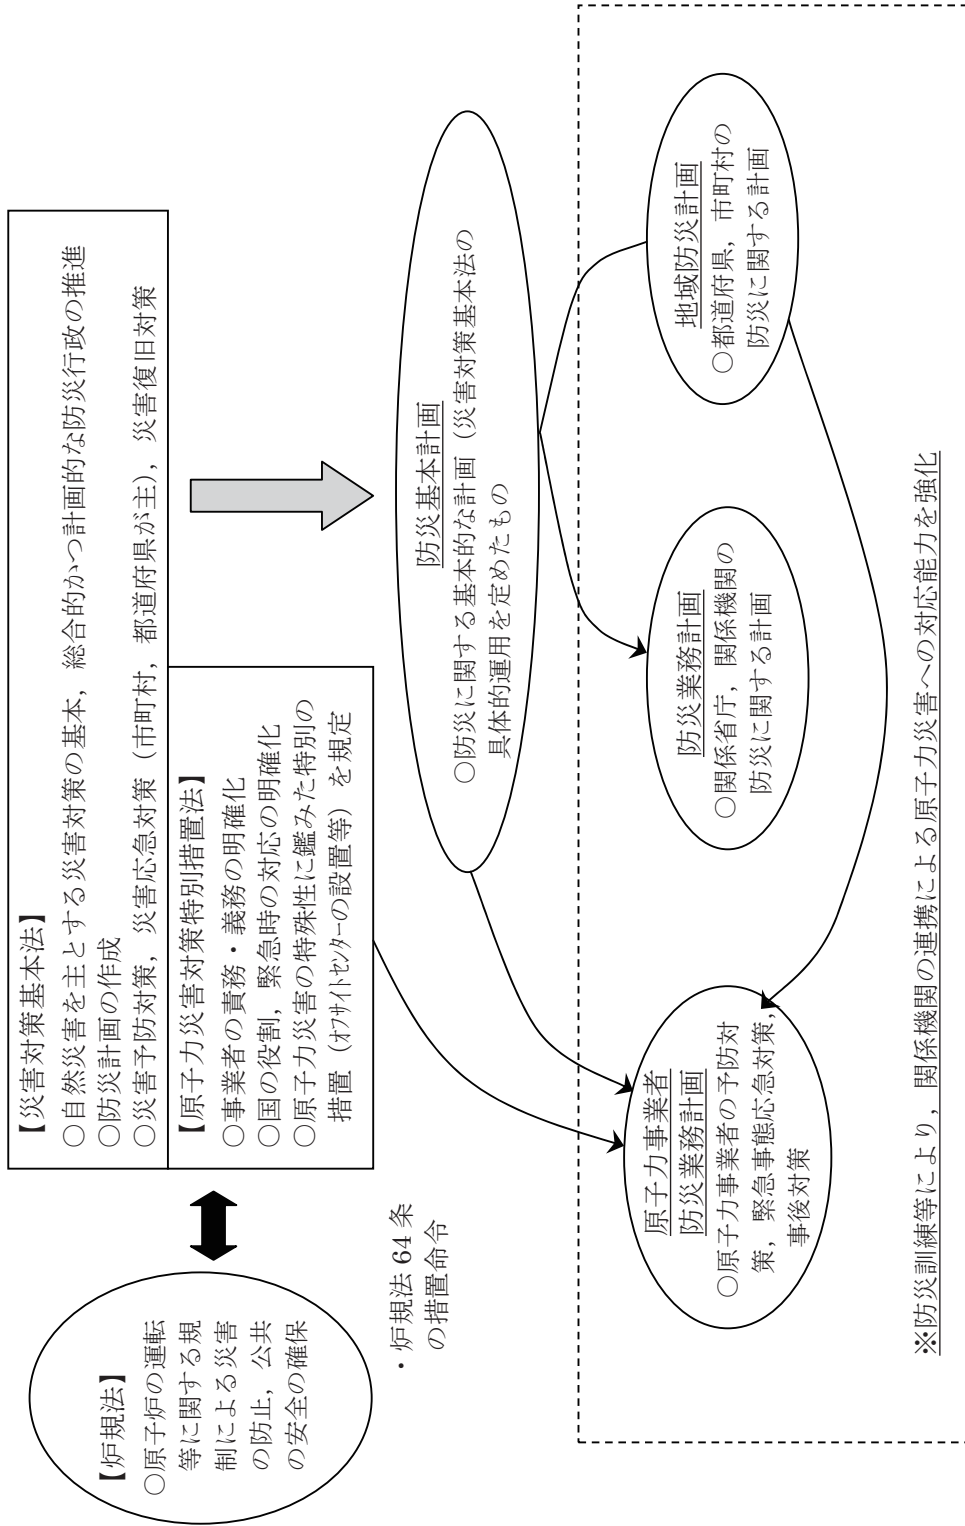 【災害対策基本法】
○自然災害を主とする災害対策の基本，総合的かつ計画的な防災行政の推進
○防災計画の作成
○災害予防対策，災害応急対策（市町村，都道府県が主），災害復旧対策
【原子力災害対策特別措置法】
○事業者の責務・義務の明確化
○国の役割，緊急時の対応の明確化
○原子力災害の特殊性に鑑みた特別の
措置（ｵﾌｻｲﾄｾﾝﾀｰの設置等）を規定
【炉規法】
○原子炉の運転
等に関する規
制による災害
の防止，公共
の安全の確保
・炉規法 64 条
の措置命令
防災基本計画
○防災に関する基本的な計画（災害対策基本法の
具体的運用を定めたもの
原子力事業者
防災業務計画
○原子力事業者の予防対
策，緊急事態応急対策，
事後対策
防災業務計画
○関係省庁，関係機関の
防災に関する計画
地域防災計画
○都道府県，市町村の
防災に関する計画
※防災訓練等により，関係機関の連携による原子力災害への対応能力を強化